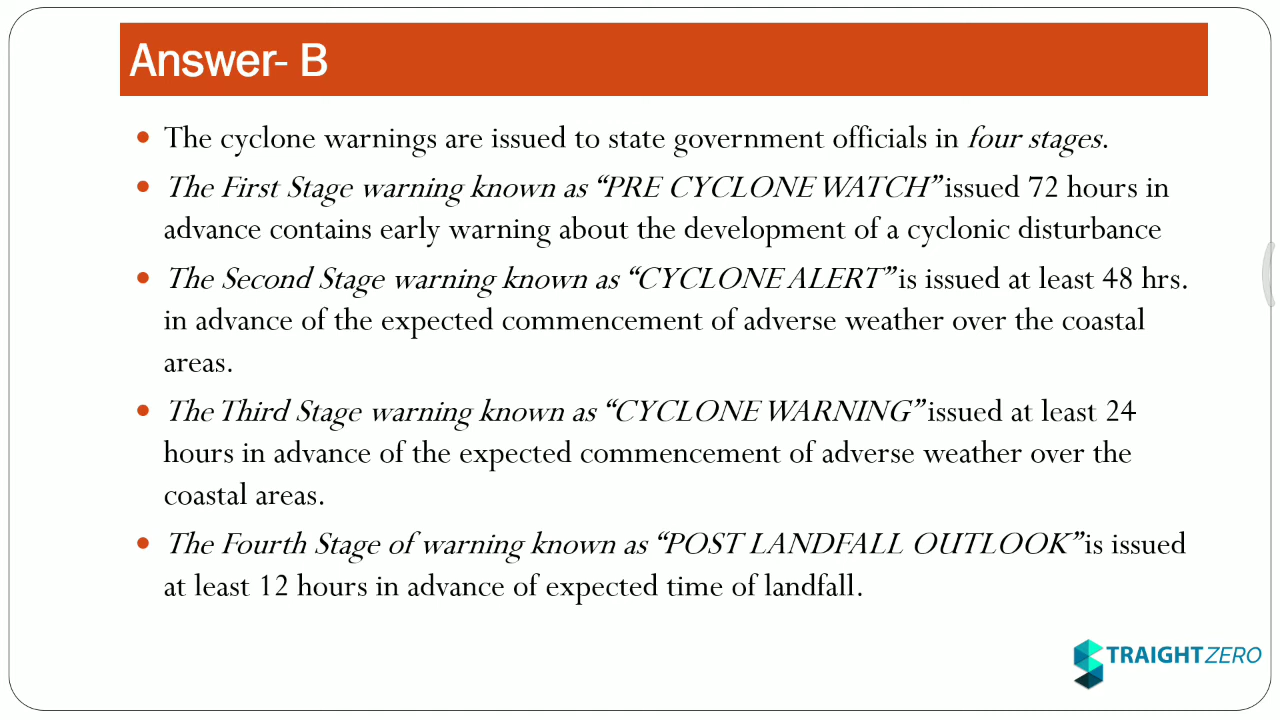 Answer- B
The cyclone warnings are issued to state government officials in four stages.
The First Stage warning known as “PRE CYCLONE WATCH” issued 72 hours in
advance contains early warning about the development of a cyclonic disturbance
The Second Stage warning known as “CYCLONE ALERT” is issued at least 48 hrs.
in advance of the expected commencement of adverse weather over the coastal
areas.
The Third Stage warning known as “CYCLONE WARNING” issued at least 24
hours in advance of the expected commencement of adverse weather over the
coastal areas.
The Fourth Stage of warning known as “POST LANDFALL OUTLOOK” is issued
at least 12 hours in advance of expected time of landfall.
STRAIGHTZERO